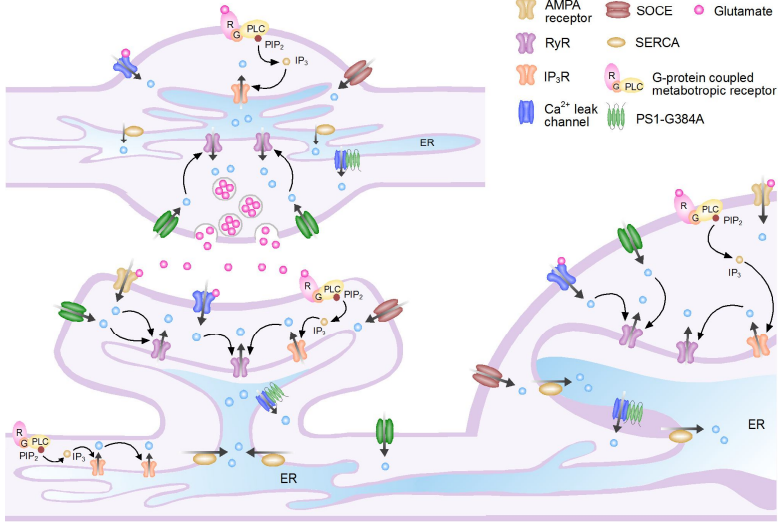 AMPA
receptor
SOCE
Glutamate
RyR
SERCA
IP3R
R
G
PLC
G-protein coupled
metabotropic receptor
Ca2+ leak
channel
PS1-G384A
R
G
PLC
PIP2
IP3
ER
R
G
PLC
PIP2
IP3
R
G
PLC
PIP2
IP3
R
G
PLC
PIP2
IP3
ER
ER